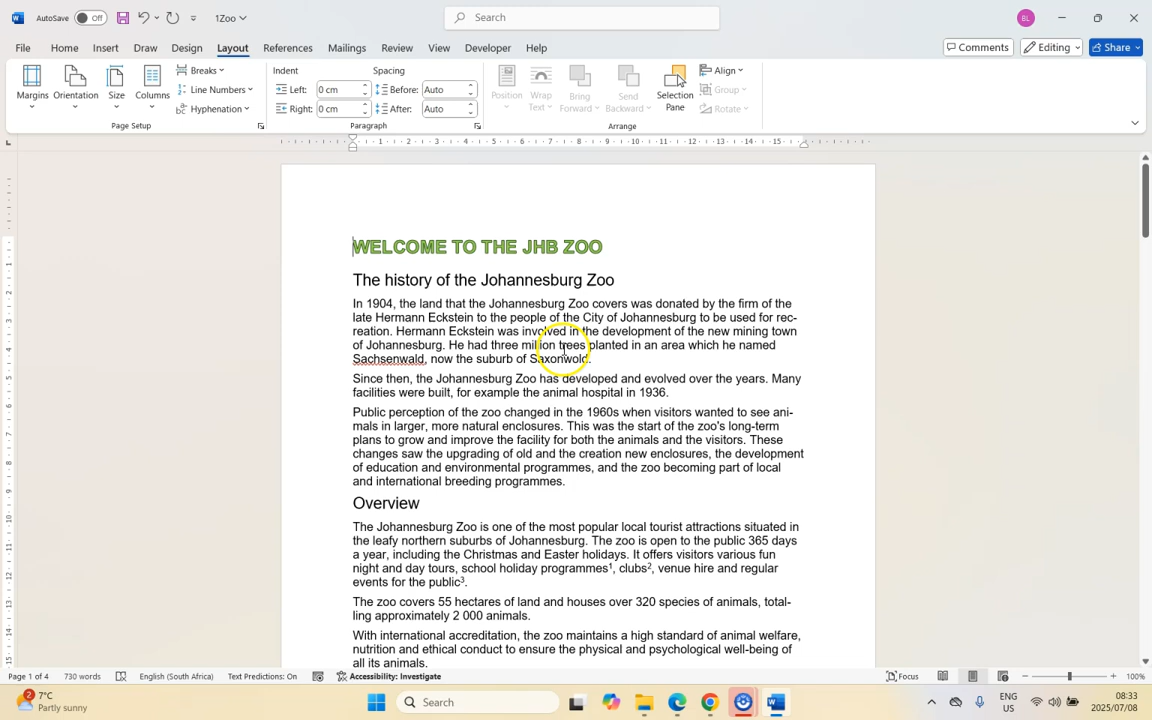 AutoSave Off 1Zoo Search BL
File Home Insert Draw Design Layout References Mailings Review View Developer Help Comments Editing Share
Margins Orientation Size Columns Breaks Line Numbers Hyphenation
Page Setup
Indent Spacing
Left: 0 cm Before: Auto
Right: 0 cm After: Auto
Paragraph
Position Wrap Text Bring Forward Send Backward Selection Pane Align Group Rotate
Arrange
WELCOME TO THE JHB ZOO
The history of the Johannesburg Zoo
In 1904, the land that the Johannesburg Zoo covers was donated by the firm of the
late Hermann Eckstein to the people of the City of Johannesburg to be used for rec-
reation. Hermann Eckstein was involved in the development of the new mining town
of Johannesburg. He had three million trees planted in an area which he named
Sachsenwald, now the suburb of Saxonwold.
Since then, the Johannesburg Zoo has developed and evolved over the years. Many
facilities were built, for example the animal hospital in 1936.
Public perception of the zoo changed in the 1960s when visitors wanted to see ani-
mals in larger, more natural enclosures. This was the start of the zoo's long-term
plans to grow and improve the facility for both the animals and the visitors. These
changes saw the upgrading of old and the creation new enclosures, the development
of education and environmental programmes, and the zoo becoming part of local
and international breeding programmes.
Overview
The Johannesburg Zoo is one of the most popular local tourist attractions situated in
the leafy northern suburbs of Johannesburg. The zoo is open to the public 365 days
a year, including the Christmas and Easter holidays. It offers visitors various fun
night and day tours, school holiday programmes¹, clubs², venue hire and regular
events for the public³.
The zoo covers 55 hectares of land and houses over 320 species of animals, total-
ling approximately 2 000 animals.
With international accreditation, the zoo maintains a high standard of animal welfare,
nutrition and ethical conduct to ensure the physical and psychological well-being of
all its animals.
Page 1 of 4 730 words English (South Africa) Text Predictions: On Accessibility: Investigate Focus 100%
2 7°C
Partly sunny
Search
ENG
US
08:33
2025/07/08